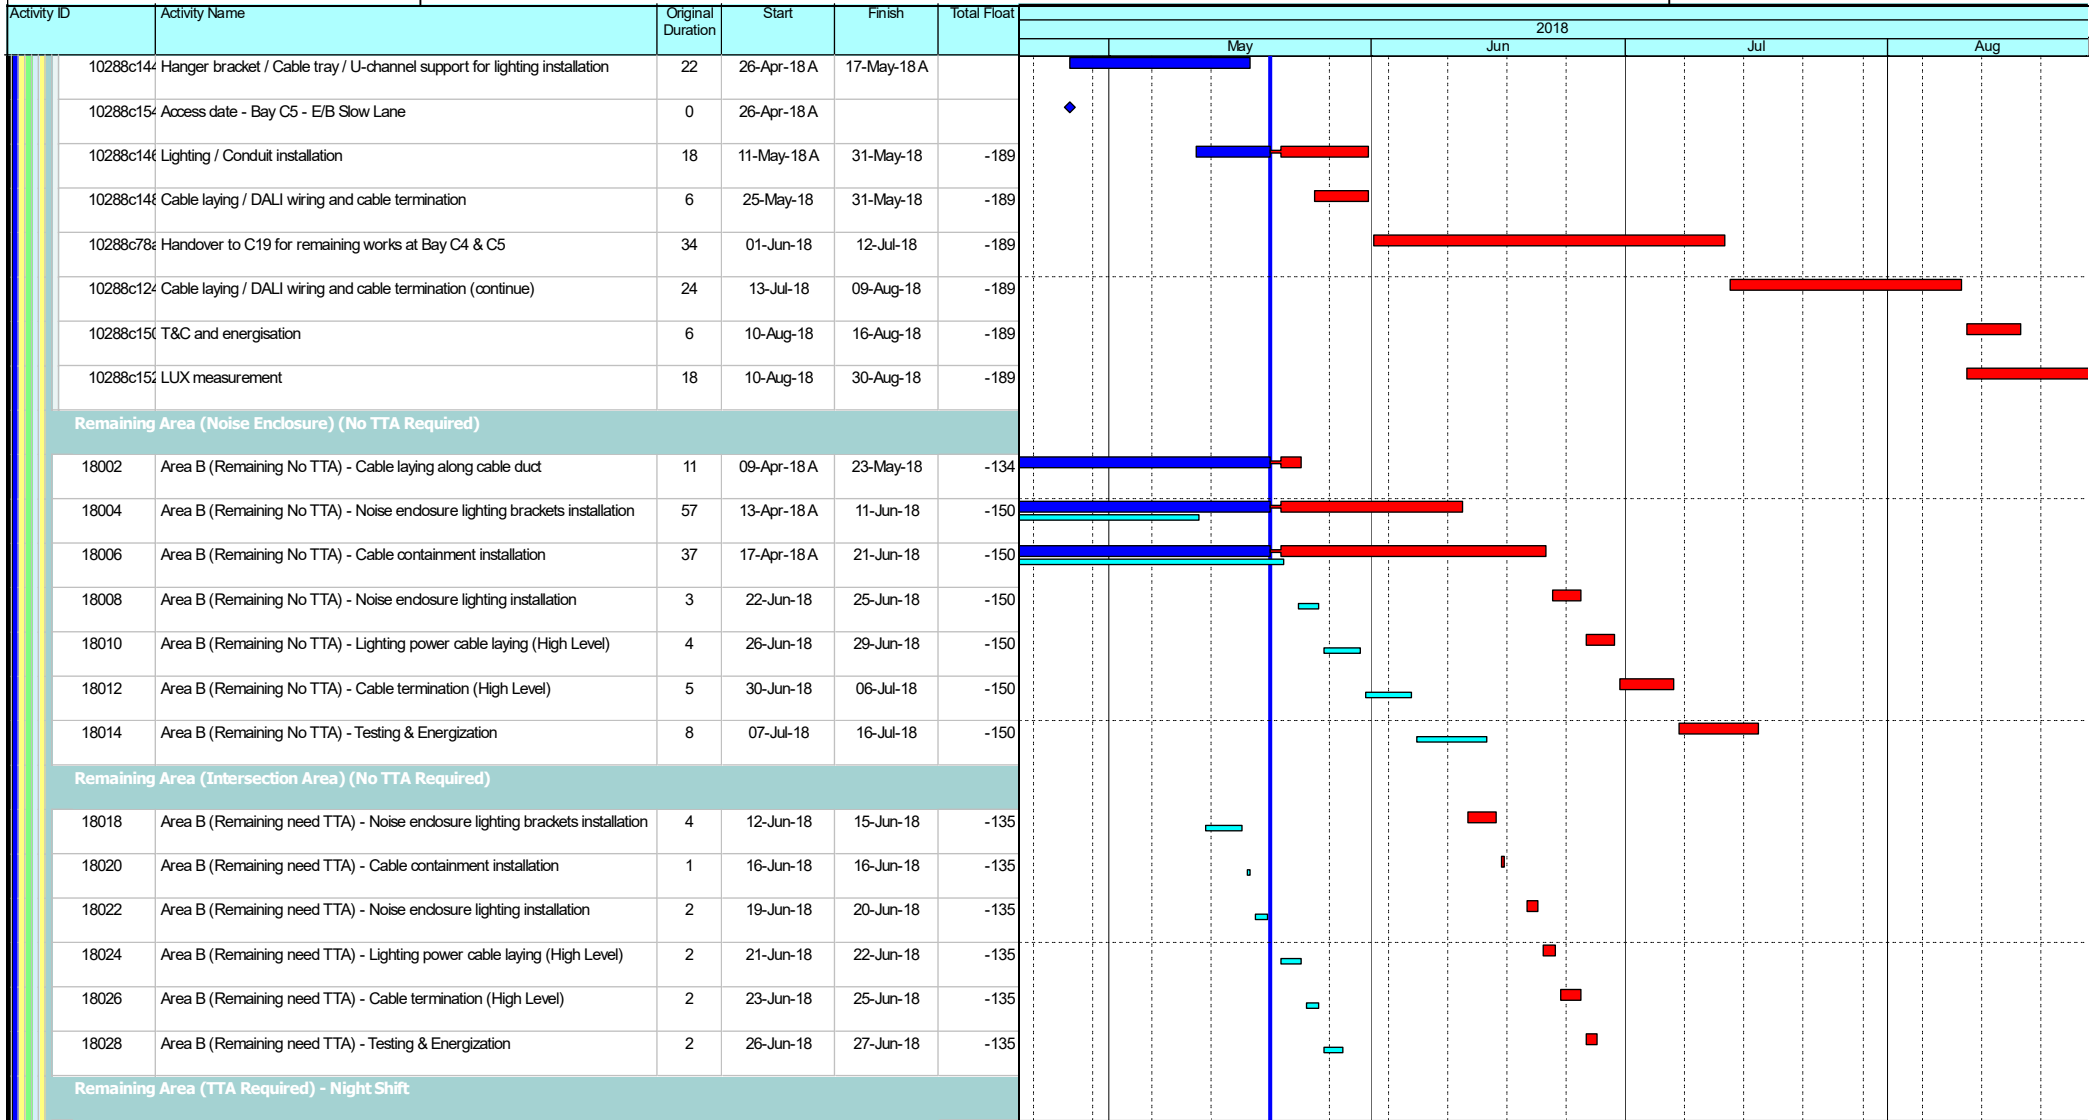 Activity ID Activity Name Original Duration Start Finish Total Float
2018
May Jun Jul Aug
10288c144 Hanger bracket / Cable tray / U-channel support for lighting installation 22 26-Apr-18 A 17-May-18 A
10288c154 Access date - Bay C5 - E/B Slow Lane 0 26-Apr-18 A
10288c146 Lighting / Conduit installation 18 11-May-18 A 31-May-18 -189
10288c148 Cable laying / DALI wiring and cable termination 6 25-May-18 31-May-18 -189
10288c78a Handover to C19 for remaining works at Bay C4 & C5 34 01-Jun-18 12-Jul-18 -189
10288c124 Cable laying / DALI wiring and cable termination (continue) 24 13-Jul-18 09-Aug-18 -189
10288c150 T&C and energisation 6 10-Aug-18 16-Aug-18 -189
10288c152 LUX measurement 18 10-Aug-18 30-Aug-18 -189
Remaining Area (Noise Enclosure) (No TTA Required)
18002 Area B (Remaining No TTA) - Cable laying along cable duct 11 09-Apr-18 A 23-May-18 -134
18004 Area B (Remaining No TTA) - Noise enclosure lighting brackets installation 57 13-Apr-18 A 11-Jun-18 -150
18006 Area B (Remaining No TTA) - Cable containment installation 37 17-Apr-18 A 21-Jun-18 -150
18008 Area B (Remaining No TTA) - Noise enclosure lighting installation 3 22-Jun-18 25-Jun-18 -150
18010 Area B (Remaining No TTA) - Lighting power cable laying (High Level) 4 26-Jun-18 29-Jun-18 -150
18012 Area B (Remaining No TTA) - Cable termination (High Level) 5 30-Jun-18 06-Jul-18 -150
18014 Area B (Remaining No TTA) - Testing & Energization 8 07-Jul-18 16-Jul-18 -150
Remaining Area (Intersection Area) (No TTA Required)
18018 Area B (Remaining need TTA) - Noise enclosure lighting brackets installation 4 12-Jun-18 15-Jun-18 -135
18020 Area B (Remaining need TTA) - Cable containment installation 1 16-Jun-18 16-Jun-18 -135
18022 Area B (Remaining need TTA) - Noise enclosure lighting installation 2 19-Jun-18 20-Jun-18 -135
18024 Area B (Remaining need TTA) - Lighting power cable laying (High Level) 2 21-Jun-18 22-Jun-18 -135
18026 Area B (Remaining need TTA) - Cable termination (High Level) 2 23-Jun-18 25-Jun-18 -135
18028 Area B (Remaining need TTA) - Testing & Energization 2 26-Jun-18 27-Jun-18 -135
Remaining Area (TTA Required) - Night Shift